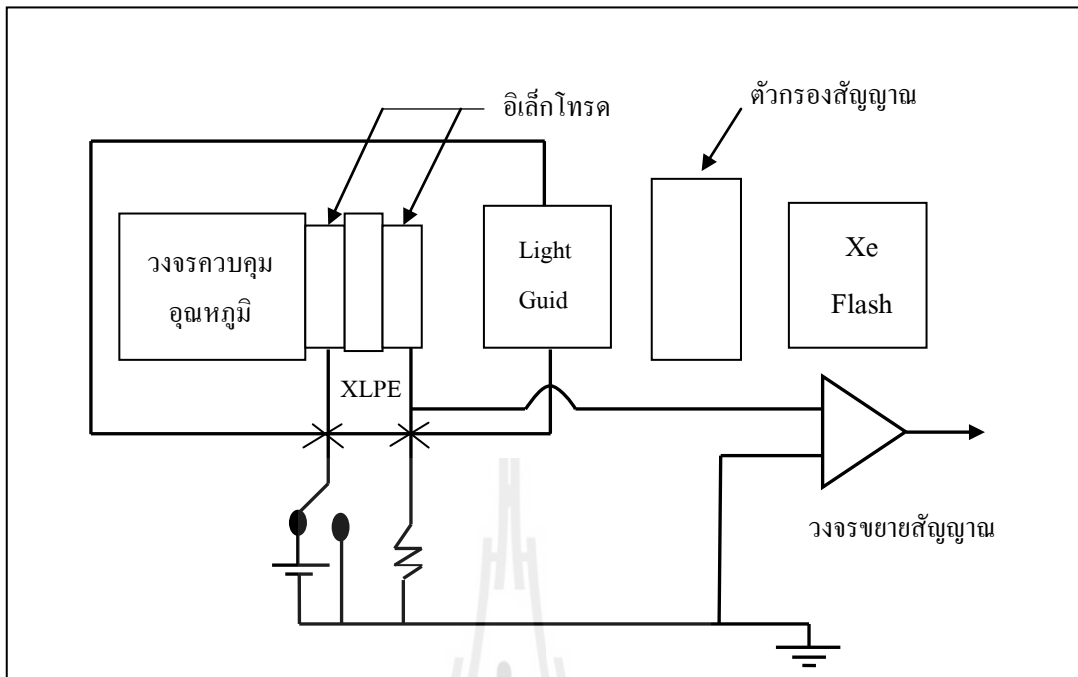 อิเล็กโทรด
ตัวกรองสัญญาณ
วงจรควบคุม
อุณหภูมิ
Light
Guid
Xe
Flash
XLPE
วงจรขยายสัญญาณ